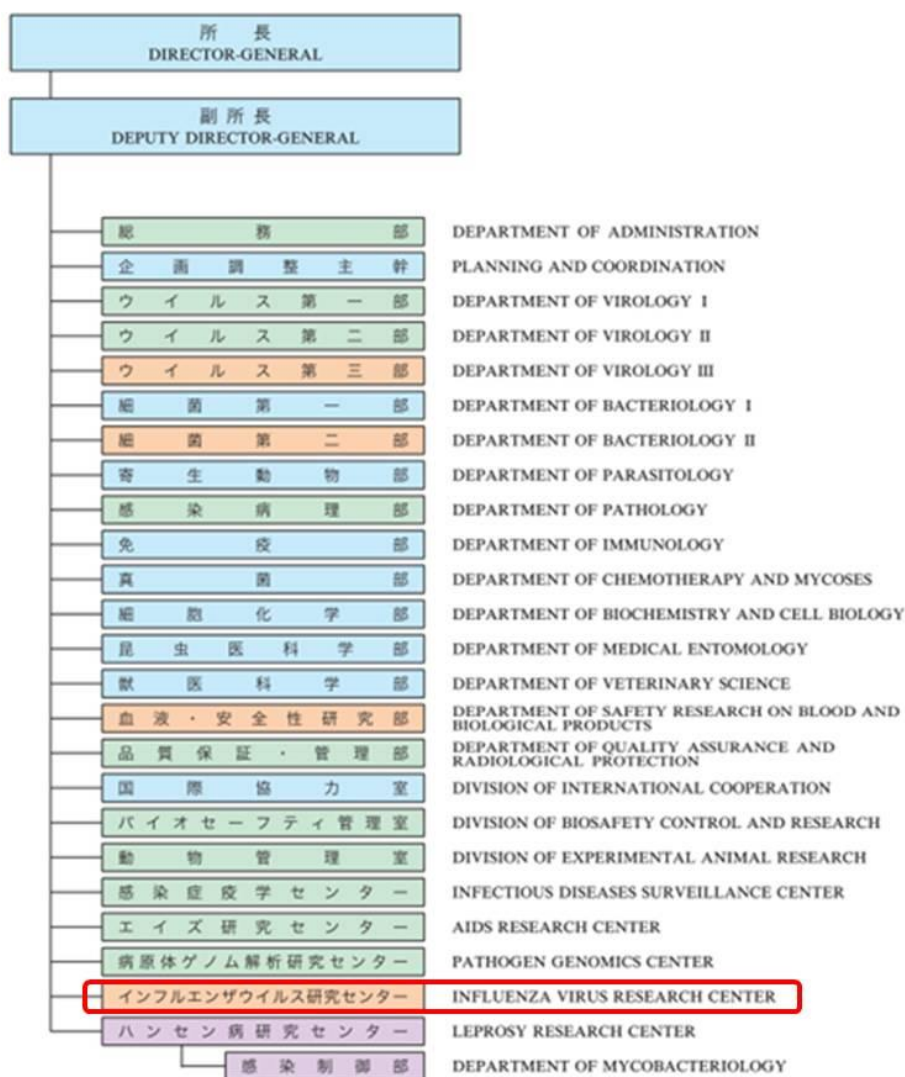 所長
DIRECTOR-GENERAL
副所長
DEPUTY DIRECTOR-GENERAL
総務部 DEPARTMENT OF ADMINISTRATION
企画調整主幹 PLANNING AND COORDINATION
ウイルス第一部 DEPARTMENT OF VIROLOGY I
ウイルス第二部 DEPARTMENT OF VIROLOGY II
ウイルス第三部 DEPARTMENT OF VIROLOGY III
細菌第一部 DEPARTMENT OF BACTERIOLOGY I
細菌第二部 DEPARTMENT OF BACTERIOLOGY II
寄生動物部 DEPARTMENT OF PARASITOLOGY
感染病理部 DEPARTMENT OF PATHOLOGY
免疫部 DEPARTMENT OF IMMUNOLOGY
真菌部 DEPARTMENT OF CHEMOTHERAPY AND MYCOSES
細胞化学部 DEPARTMENT OF BIOCHEMISTRY AND CELL BIOLOGY
昆虫医科学部 DEPARTMENT OF MEDICAL ENTOMOLOGY
獣医科学部 DEPARTMENT OF VETERINARY SCIENCE
血液・安全性研究部 DEPARTMENT OF SAFETY RESEARCH ON BLOOD AND
BIOLOGICAL PRODUCTS
品質保証・管理部 DEPARTMENT OF QUALITY ASSURANCE AND
RADIOLOGICAL PROTECTION
国際協力室 DIVISION OF INTERNATIONAL COOPERATION
バイオセーフティ管理室 DIVISION OF BIOSAFETY CONTROL AND RESEARCH
動物管理室 DIVISION OF EXPERIMENTAL ANIMAL RESEARCH
感染症疫学センター INFECTIOUS DISEASES SURVEILLANCE CENTER
エイズ研究センター AIDS RESEARCH CENTER
病原体ゲノム解析研究センター PATHOGEN GENOMICS CENTER
インフルエンザウイルス研究センター INFLUENZA VIRUS RESEARCH CENTER
ハンセン病研究センター LEPROSY RESEARCH CENTER
感染制御部 DEPARTMENT OF MYCOBACTERIOLOGY